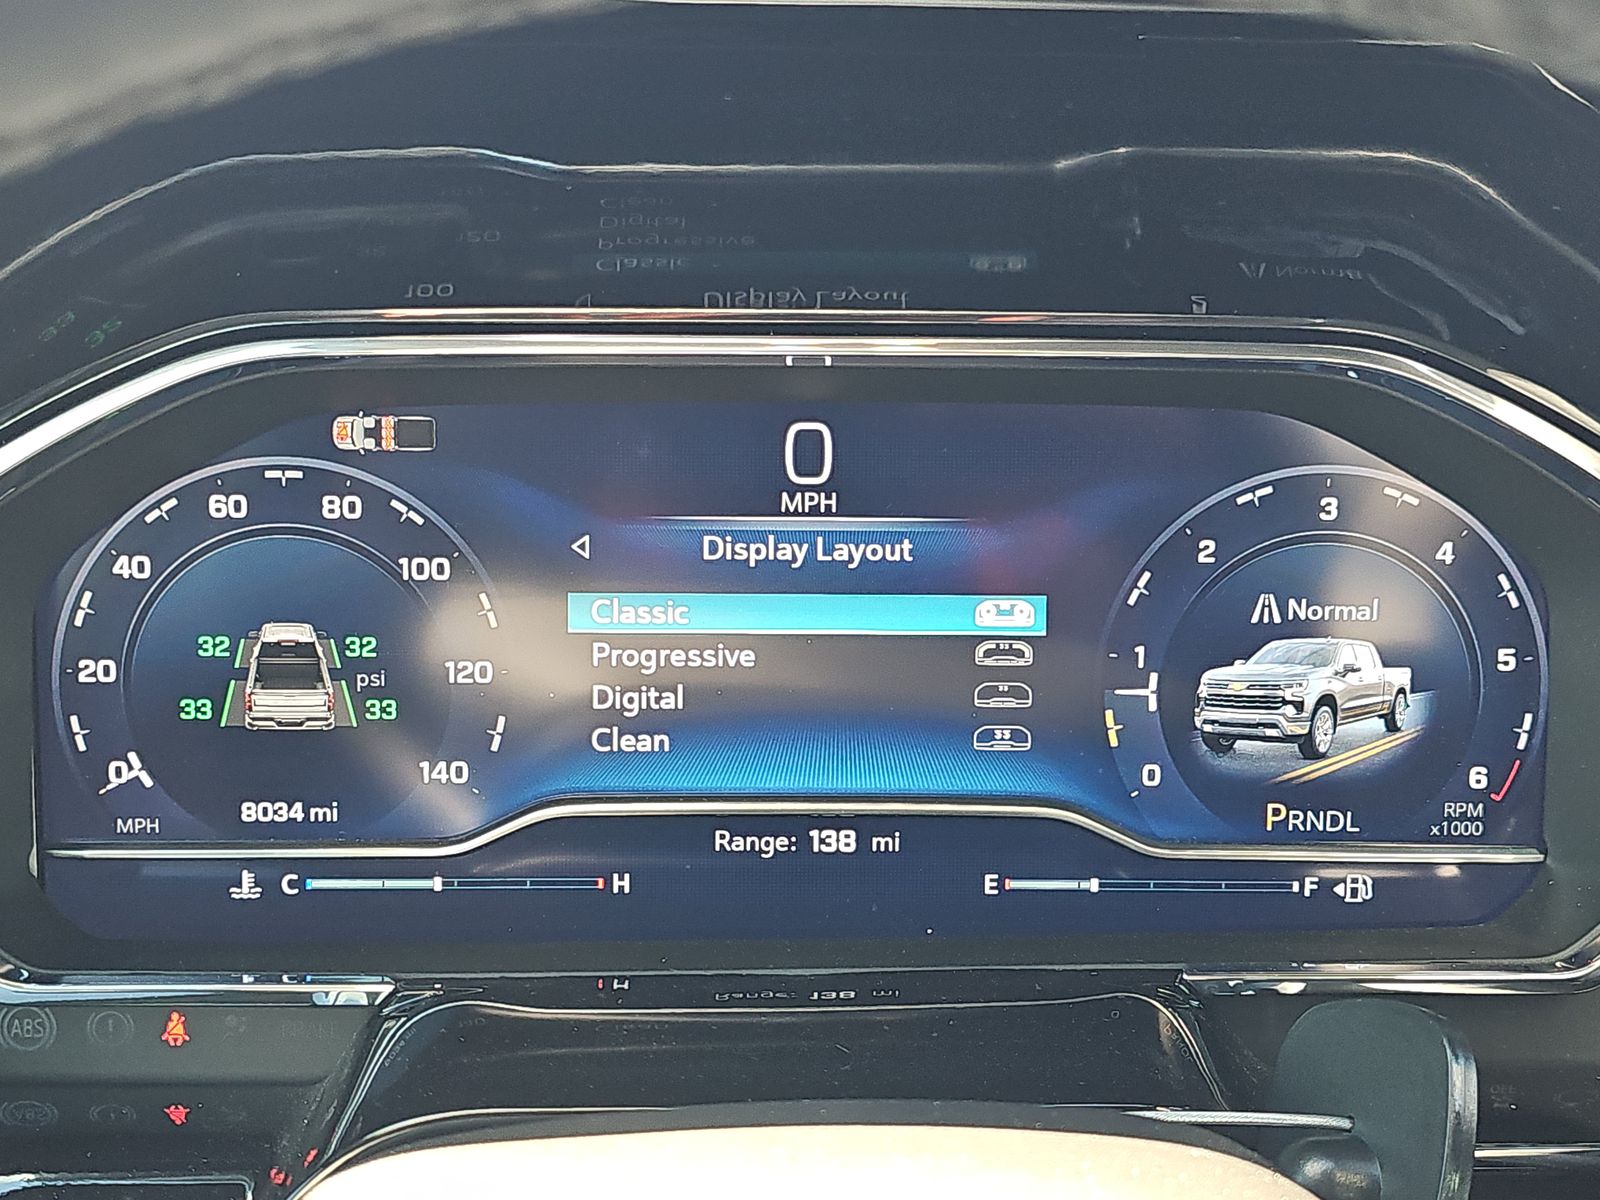 0
MPH
Display Layout
Classic
Progressive
Digital
Clean
0
20
40
60
80
100
120
140
32
32
psi
33
33
8034 mi
MPH
0
1
2
3
4
5
6
Normal
PRNDL
RPM
x1000
Range: 138 mi
C
H
E
F
ABS